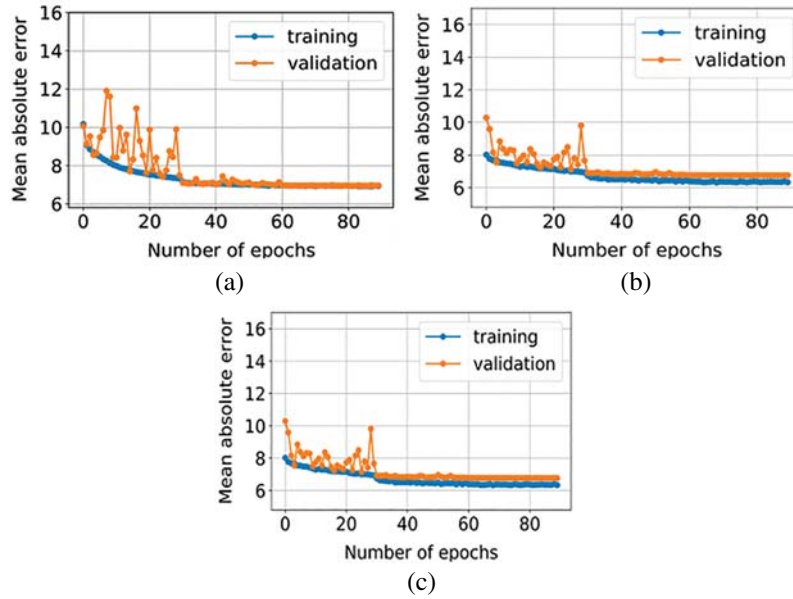 16
14
12
10
8
6
Mean absolute error
training
validation
0 20 40 60 80
Number of epochs
(a)
16
14
12
10
8
6
Mean absolute error
training
validation
0 20 40 60 80
Number of epochs
(b)
16
14
12
10
8
6
Mean absolute error
training
validation
0 20 40 60 80
Number of epochs
(c)